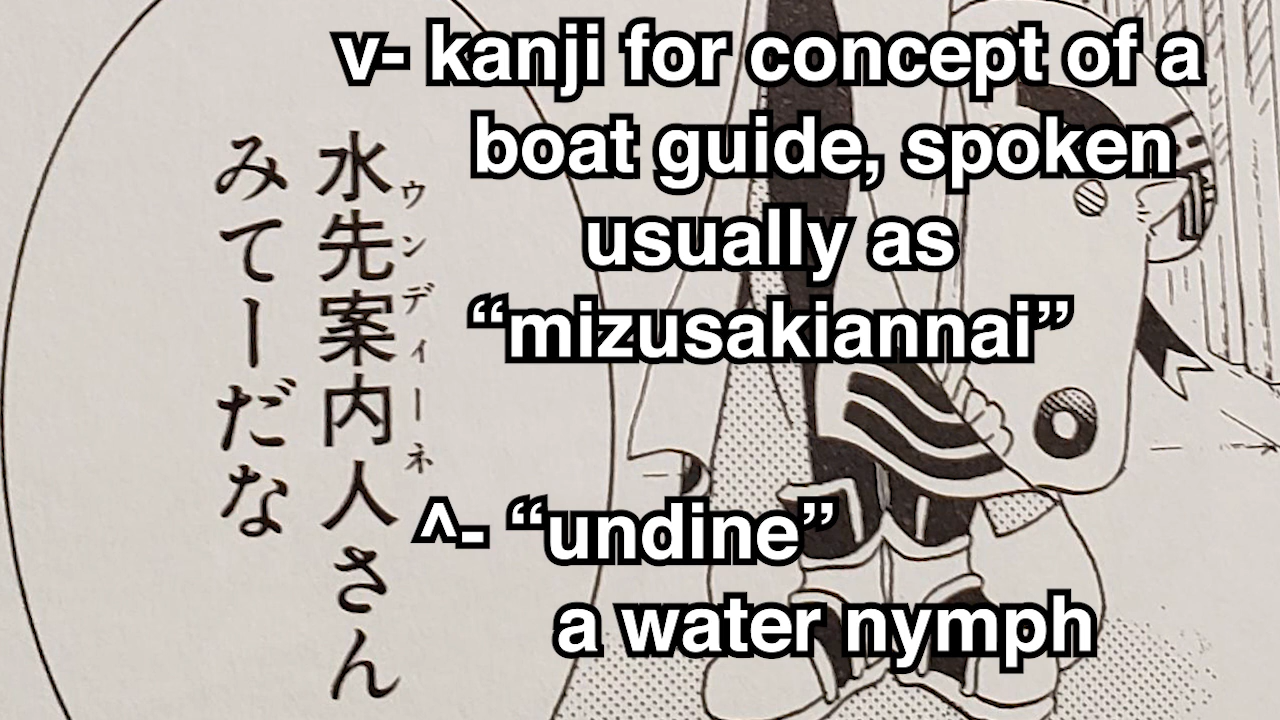 v- kanji for concept of a
boat guide, spoken
usually as
“mizusakiannai”
水先案内人さん
ウンディーネ
みてーだな
^- “undine”
a water nymph